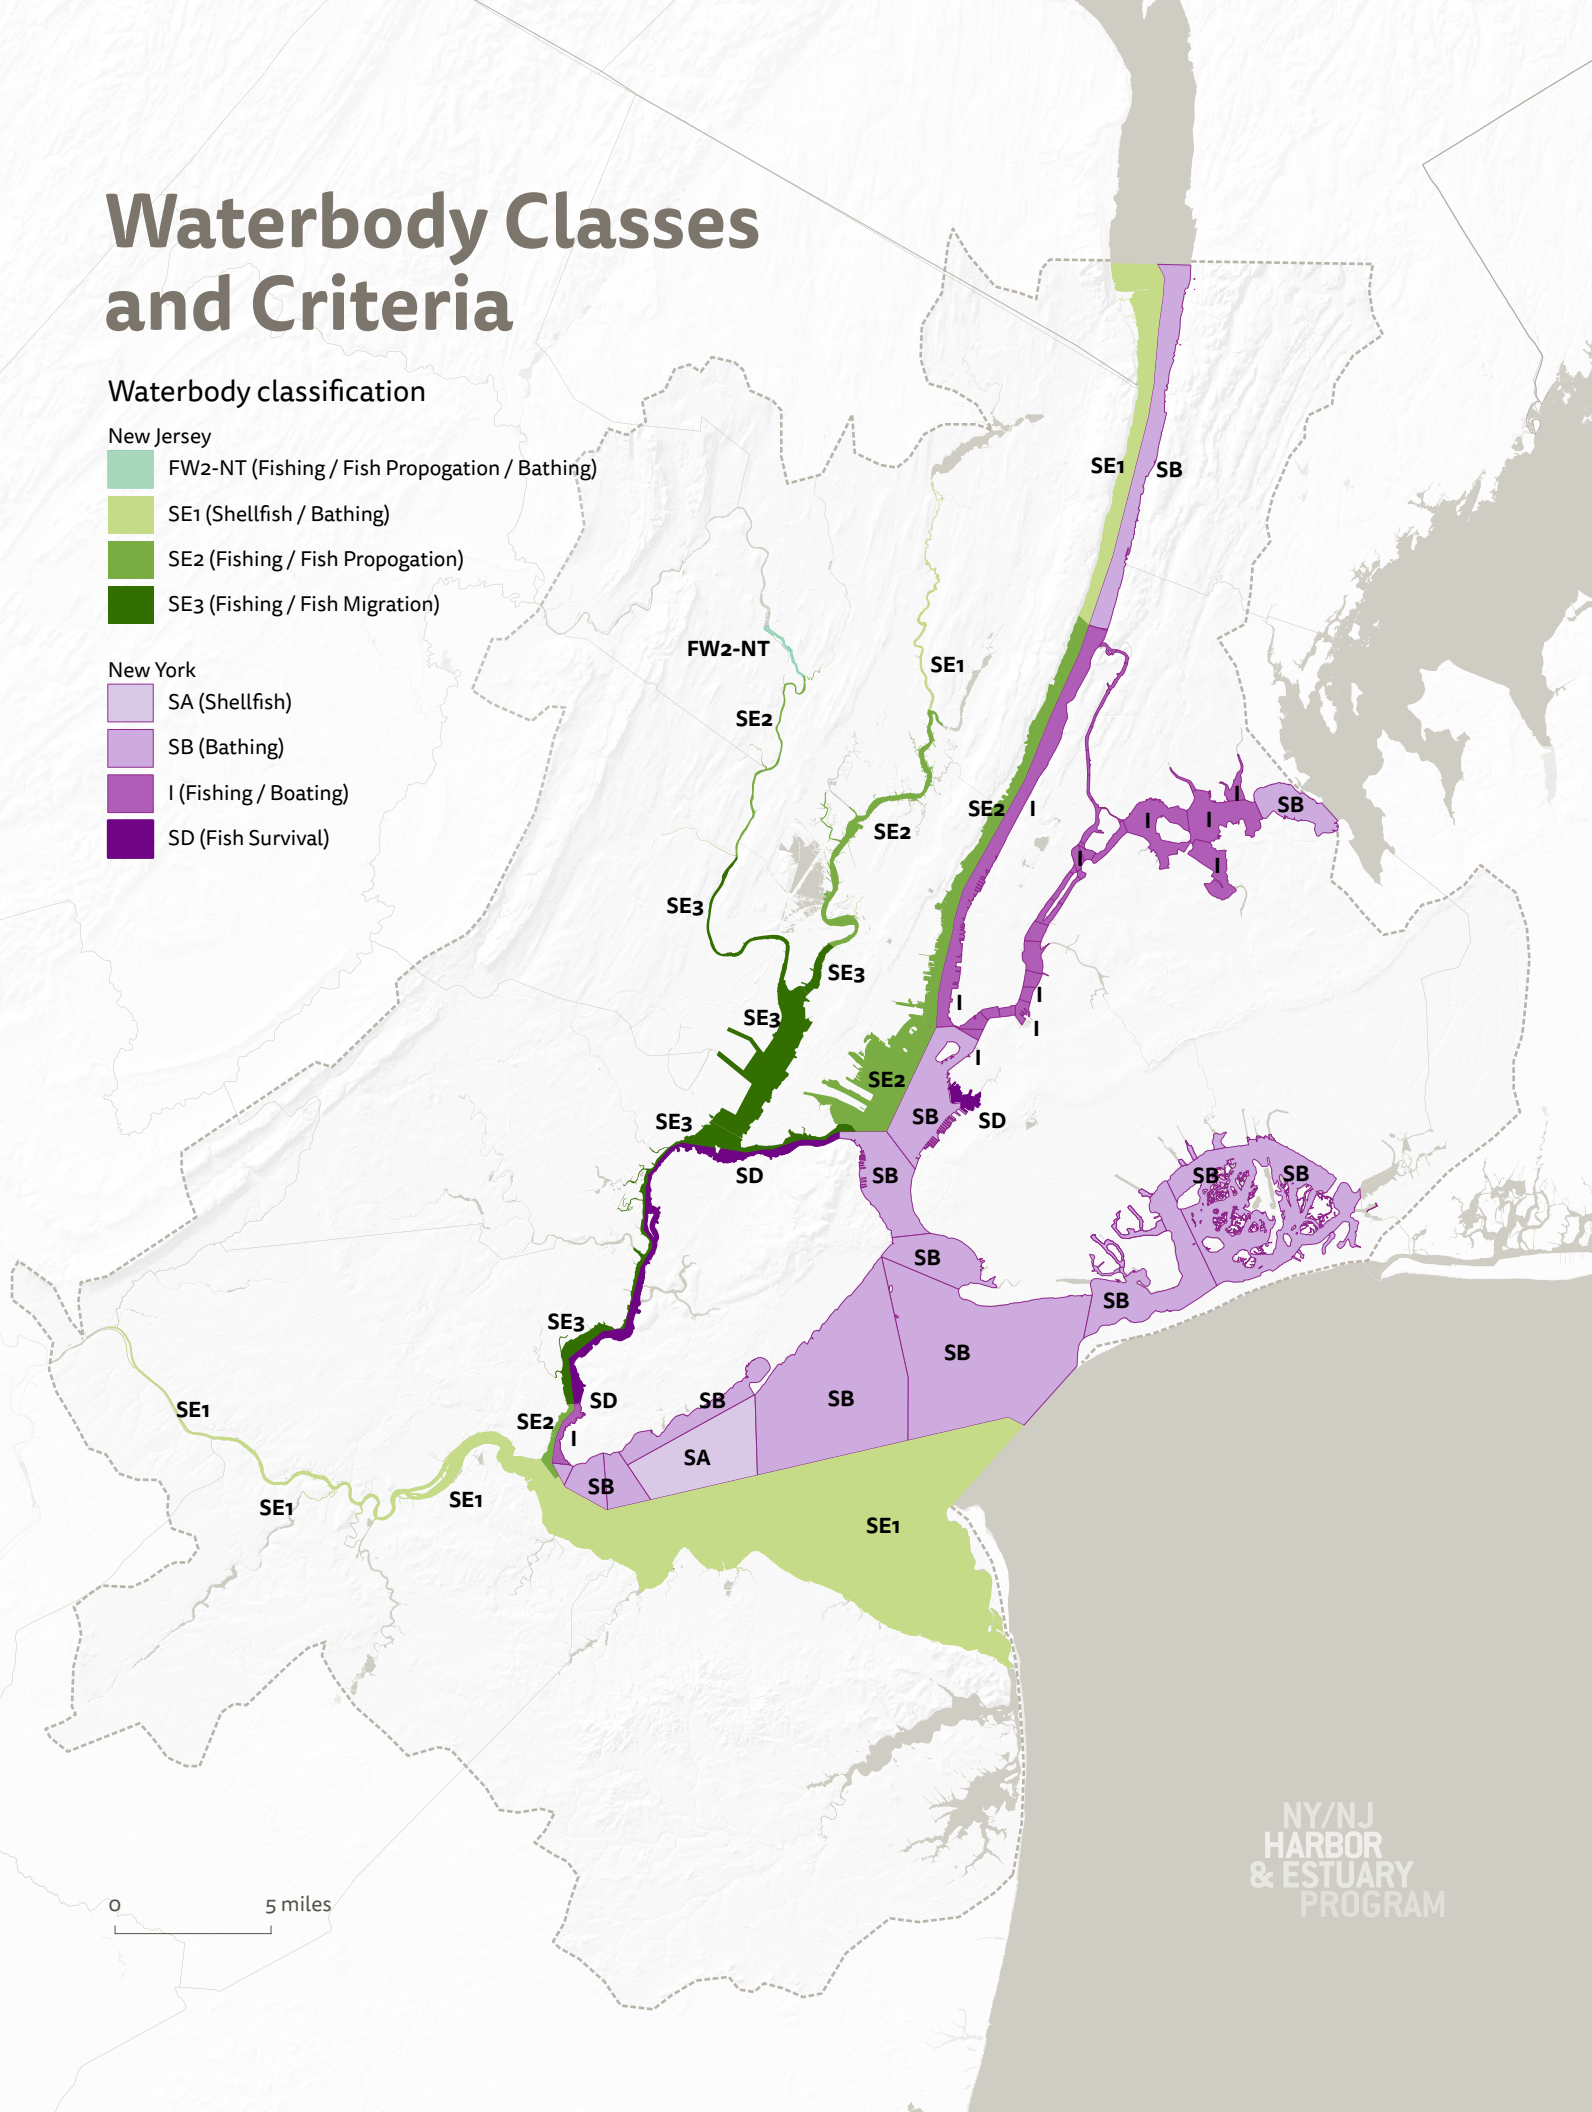 Waterbody Classes
and Criteria
Waterbody classification
New Jersey
FW2-NT (Fishing / Fish Propogation / Bathing)
SE1 (Shellfish / Bathing)
SE2 (Fishing / Fish Propogation)
SE3 (Fishing / Fish Migration)
New York
SA (Shellfish)
SB (Bathing)
I (Fishing / Boating)
SD (Fish Survival)
SE1
SB
FW2-NT
SE1
SE2
SE2
I
SE2
I
I
I
SB
I
I
SE3
SE3
I
I
SE3
I
I
SE2
SB
SD
SE3
SD
SB
SB
SB
SB
SB
SE3
SB
SB
SD
SB
SE1
SE2
I
SA
SB
SE1
SE1
SE1
NY/NJ
HARBOR
& ESTUARY
PROGRAM
0
5 miles